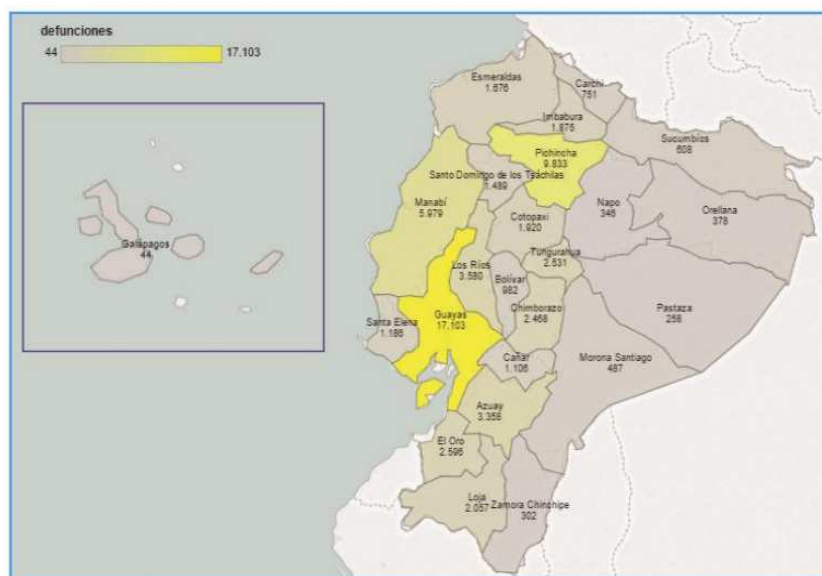 defunciones
44
17.103
Esmeraldas
1.676
Carchi
751
Imbabura
1.876
Sucumbíos
608
Pichincha
9.833
Santo Domingo de los Tsáchilas
1.489
Napo
346
Orellana
378
Manabí
5.979
Cotopaxi
1.920
Galápagos
44
Los Ríos
3.580
Tungurahua
2.531
Bolívar
982
Pastaza
258
Chimborazo
2.468
Guayas
17.103
Santa Elena
1.186
Cañar
1.106
Morona Santiago
487
Azuay
3.358
El Oro
2.596
Loja
2.057
Zamora Chinchipe
302